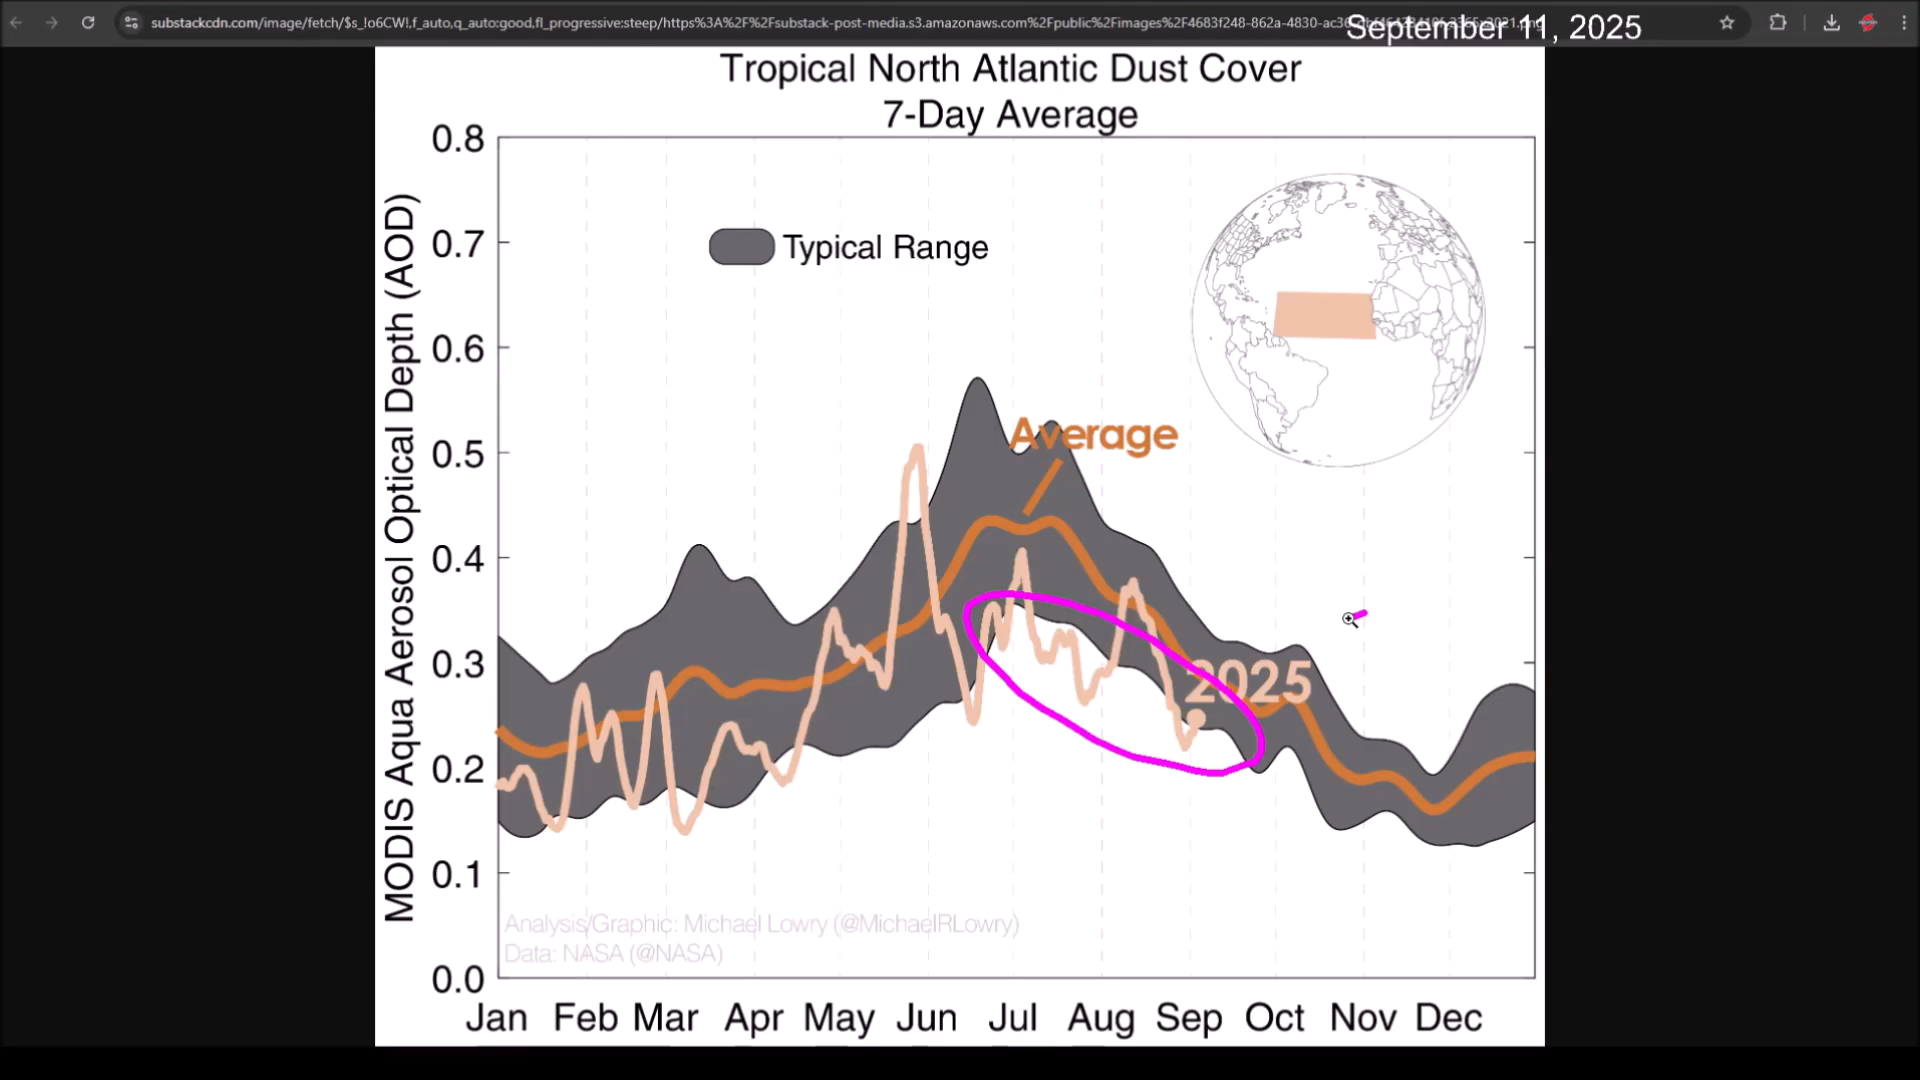 September 11, 2025
Tropical North Atlantic Dust Cover
7-Day Average
MODIS Aqua Aerosol Optical Depth (AOD)
0.8
0.7
0.6
0.5
0.4
0.3
0.2
0.1
0.0
Typical Range
Average
2025
Analysis/Graphic: Michael Lowry (@MichaelRLowry)
Data: NASA (@NASA)
Jan Feb Mar Apr May Jun Jul Aug Sep Oct Nov Dec